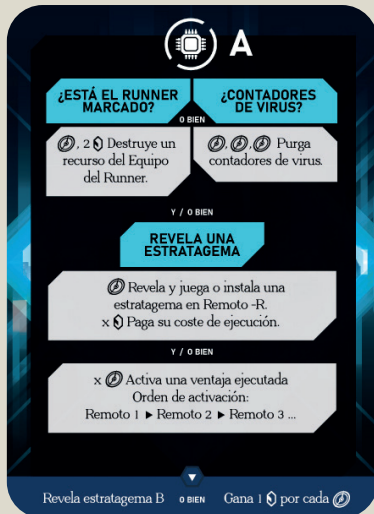 A
¿ESTÁ EL RUNNER
MARCADO?
O BIEN
¿CONTADORES
DE VIRUS?
, 2 Destruye un
recurso del Equipo
del Runner.
, , Purga
contadores de virus.
Y / O BIEN
REVELA UNA
ESTRATAGEMA
Revela y juega o instala una
estratagema en Remoto -R.
x Paga su coste de ejecución.
Y / O BIEN
x Activa una ventaja ejecutada
Orden de activación:
Remoto 1 ▶ Remoto 2 ▶ Remoto 3 ...
Revela estratagema B O BIEN Gana 1 por cada